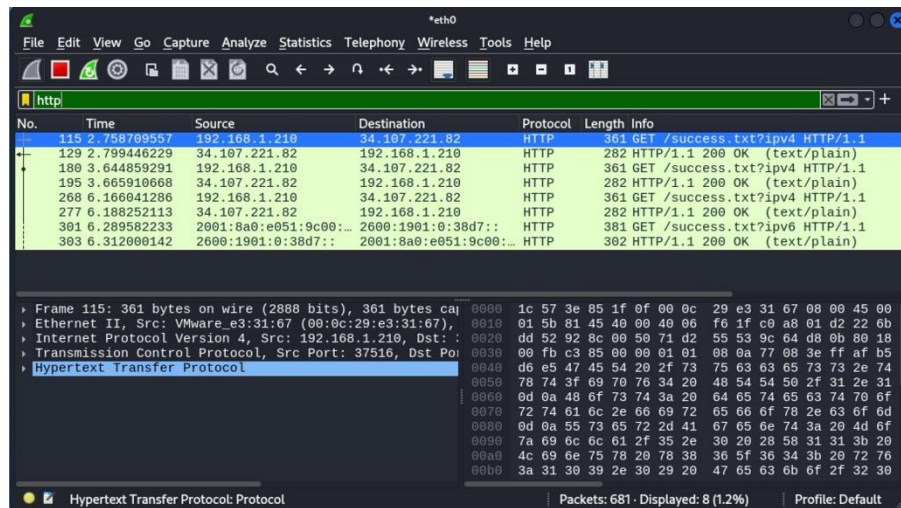 *eth0
File Edit View Go Capture Analyze Statistics Telephony Wireless Tools Help
http
No. Time Source Destination Protocol Length Info
115 2.758709557 192.168.1.210 34.107.221.82 HTTP 361 GET /success.txt?ipv4 HTTP/1.1
129 2.799446229 34.107.221.82 192.168.1.210 HTTP 282 HTTP/1.1 200 OK (text/plain)
180 3.644859291 192.168.1.210 34.107.221.82 HTTP 361 GET /success.txt?ipv4 HTTP/1.1
195 3.665910668 34.107.221.82 192.168.1.210 HTTP 282 HTTP/1.1 200 OK (text/plain)
268 6.166041286 192.168.1.210 34.107.221.82 HTTP 361 GET /success.txt?ipv4 HTTP/1.1
277 6.188252113 34.107.221.82 192.168.1.210 HTTP 282 HTTP/1.1 200 OK (text/plain)
301 6.289582233 2001:8a0:e051:9c00:… 2600:1901:0:38d7:: HTTP 381 GET /success.txt?ipv6 HTTP/1.1
303 6.312000142 2600:1901:0:38d7:: 2001:8a0:e051:9c00:… HTTP 302 HTTP/1.1 200 OK (text/plain)
Frame 115: 361 bytes on wire (2888 bits), 361 bytes cap
Ethernet II, Src: VMware_e3:31:67 (00:0c:29:e3:31:67),
Internet Protocol Version 4, Src: 192.168.1.210, Dst:
Transmission Control Protocol, Src Port: 37516, Dst Po
Hypertext Transfer Protocol
0000 1c 57 3e 85 1f 0f 00 0c 29 e3 31 67 08 00 45 00
0010 01 5b 81 45 40 00 40 06 f6 1f c0 a8 01 d2 22 6b
0020 dd 52 92 8c 00 50 71 d2 55 53 9c 64 d8 0b 80 18
0030 00 fb c3 85 00 00 01 01 08 0a 77 08 3e ff af b5
0040 d6 e5 47 45 54 20 2f 73 75 63 63 65 73 73 2e 74
0050 78 74 3f 69 70 76 34 20 48 54 54 50 2f 31 2e 31
0060 0d 0a 48 6f 73 74 3a 20 64 65 74 65 63 74 70 6f
0070 72 74 61 6c 2e 66 69 72 65 66 6f 78 2e 63 6f 6d
0080 0d 0a 55 73 65 72 2d 41 67 65 6e 74 3a 20 4d 6f
0090 7a 69 6c 6c 61 2f 35 2e 30 20 28 58 31 31 3b 20
00a0 4c 69 6e 75 78 20 78 38 36 5f 36 34 3b 20 72 76
00b0 3a 31 30 39 2e 30 29 20 47 65 63 6b 6f 2f 32 30
Hypertext Transfer Protocol: Protocol Packets: 681 · Displayed: 8 (1.2%) Profile: Default